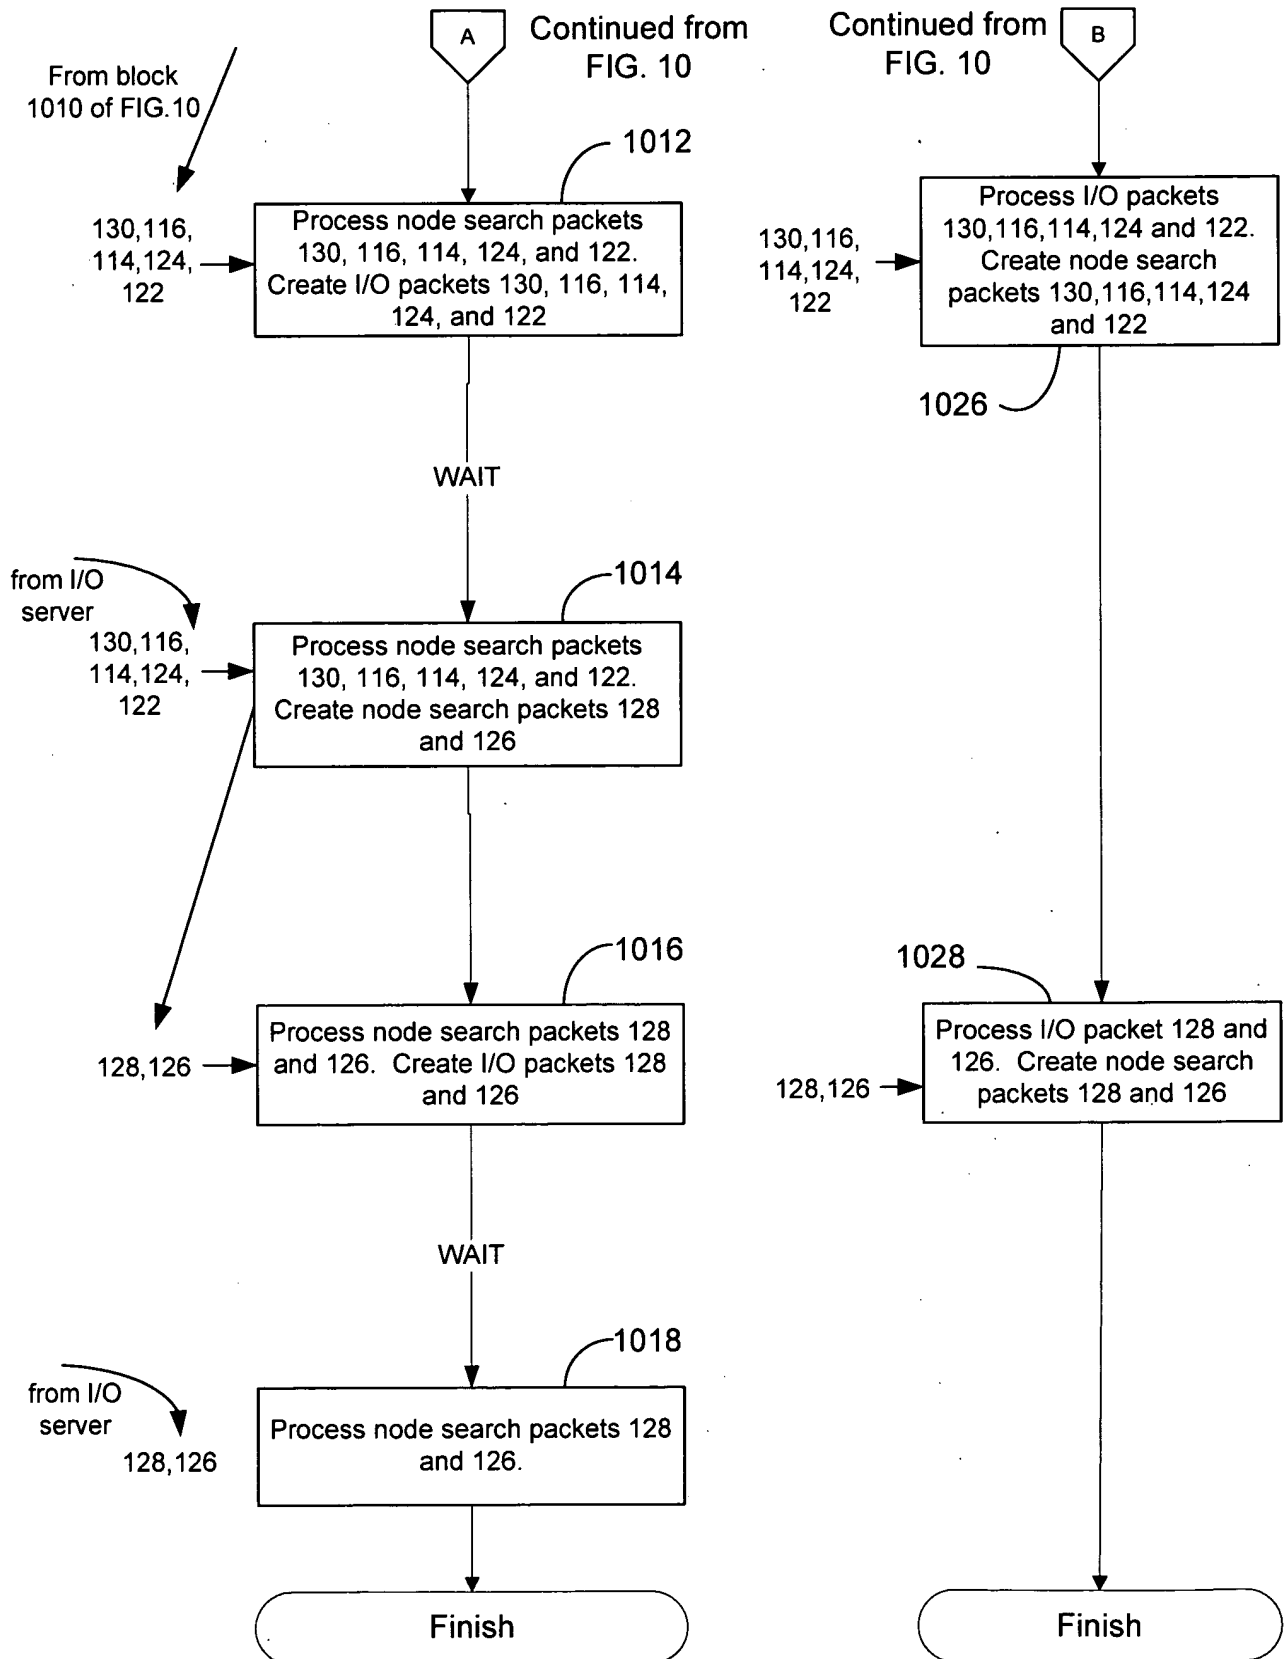 From block
1010 of FIG.10
A
Continued from
FIG. 10
Continued from
FIG. 10
B
1012
130,116,
114,124,
122
Process node search packets
130, 116, 114, 124, and 122.
Create I/O packets 130, 116, 114,
124, and 122
130,116,
114,124,
122
Process I/O packets
130,116,114,124 and 122.
Create node search
packets 130,116,114,124
and 122
1026
WAIT
from I/O
server
130,116,
114,124,
122
1014
Process node search packets
130, 116, 114, 124, and 122.
Create node search packets 128
and 126
1016
128,126
Process node search packets 128
and 126. Create I/O packets 128
and 126
1028
128,126
Process I/O packet 128 and
126. Create node search
packets 128 and 126
WAIT
1018
from I/O
server
128,126
Process node search packets 128
and 126.
Finish
Finish